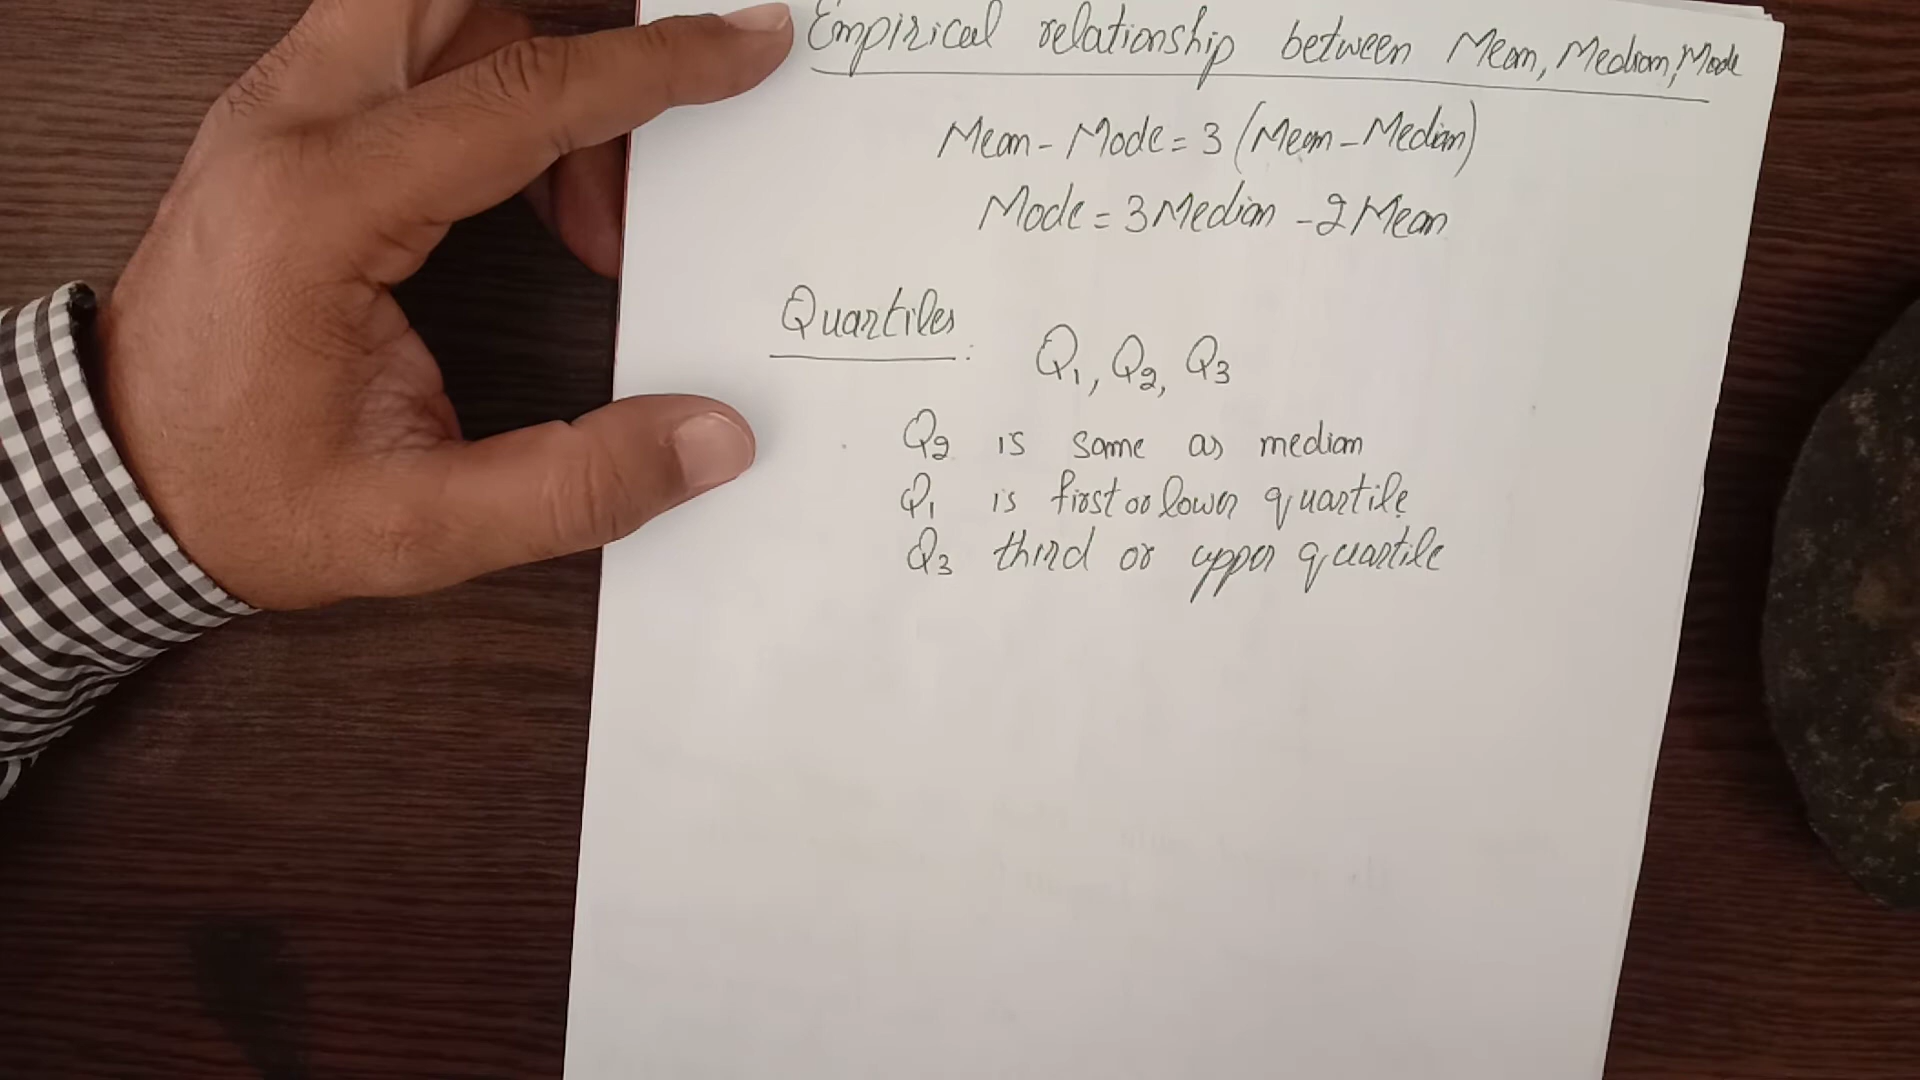 Empirical relationship between Mean, Median, Mode
Mean - Mode = 3 (Mean - Median)
Mode = 3 Median - 2 Mean
Quartiles : Q1, Q2, Q3
Q2 is same as median
Q1 is first or lower quartile
Q3 third or upper quartile